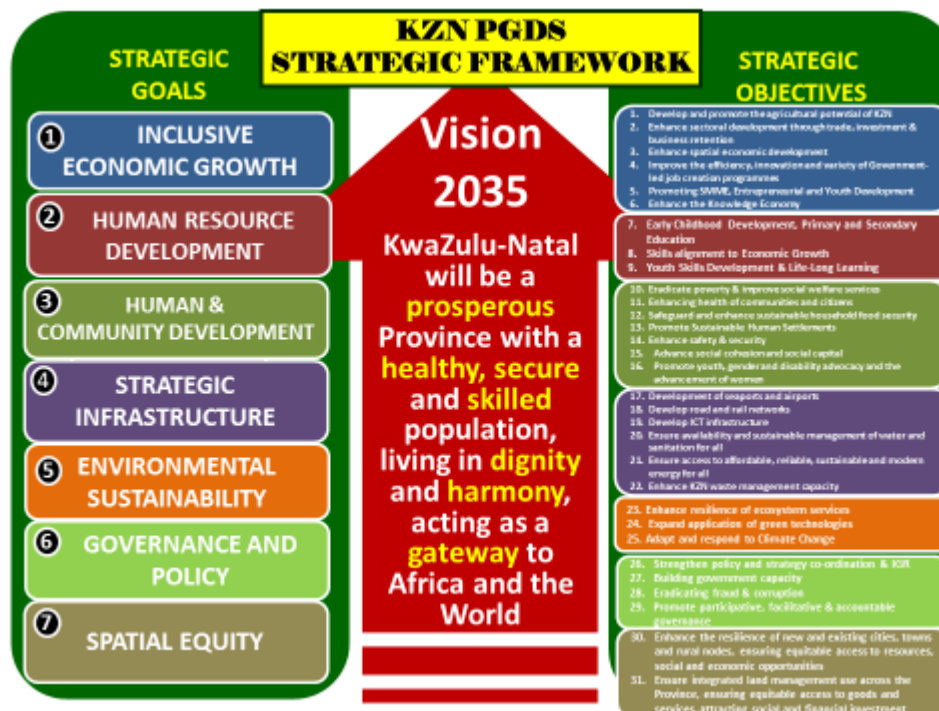 KZN PGDS
STRATEGIC FRAMEWORK
STRATEGIC
GOALS
1 INCLUSIVE
ECONOMIC GROWTH
2 HUMAN RESOURCE
DEVELOPMENT
3 HUMAN &
COMMUNITY DEVELOPMENT
4 STRATEGIC
INFRASTRUCTURE
5 ENVIRONMENTAL
SUSTAINABILITY
6 GOVERNANCE AND
POLICY
7 SPATIAL EQUITY
Vision
2035
KwaZulu-Natal
will be a
prosperous
Province with a
healthy, secure
and skilled
population,
living in dignity
and harmony,
acting as a
gateway to
Africa and the
World
STRATEGIC
OBJECTIVES
1. Develop and promote the agricultural potential of KZN
2. Enhance sectoral development through trade, investment &
business retention
3. Enhance spatial economic development
4. Improve the efficiency, innovation and variety of Government-
led job creation programmes
5. Promoting SMME, Entrepreneurial and Youth Development
6. Enhance the Knowledge Economy
7. Early Childhood Development, Primary and Secondary
Education
8. Skills alignment to Economic Growth
9. Youth Skills Development & Life-Long Learning
10. Eradicate poverty & improve social welfare services
11. Enhancing health of communities and citizens
12. Safeguard and enhance sustainable household food security
13. Promote Sustainable Human Settlements
14. Enhance safety & security
15. Advance social cohesion and social capital
16. Promote youth, gender and disability advocacy and the
advancement of women
17. Development of seaports and airports
18. Develop road and rail networks
19. Develop ICT infrastructure
20. Ensure availability and sustainable management of water and
sanitation for all
21. Ensure access to affordable, reliable, sustainable and modern
energy for all
22. Enhance KZN waste management capacity
23. Enhance resilience of ecosystem services
24. Expand application of green technologies
25. Adapt and respond to Climate Change
26. Strengthen policy and strategy co-ordination & IGR
27. Building government capacity
28. Eradicating fraud & corruption
29. Promote participative, facilitative & accountable
governance
30. Enhance the resilience of new and existing cities, towns
and rural nodes, ensuring equitable access to resources,
social and economic opportunities
31. Ensure integrated land management use across the
Province, ensuring equitable access to goods and
services, attracting social and financial investment